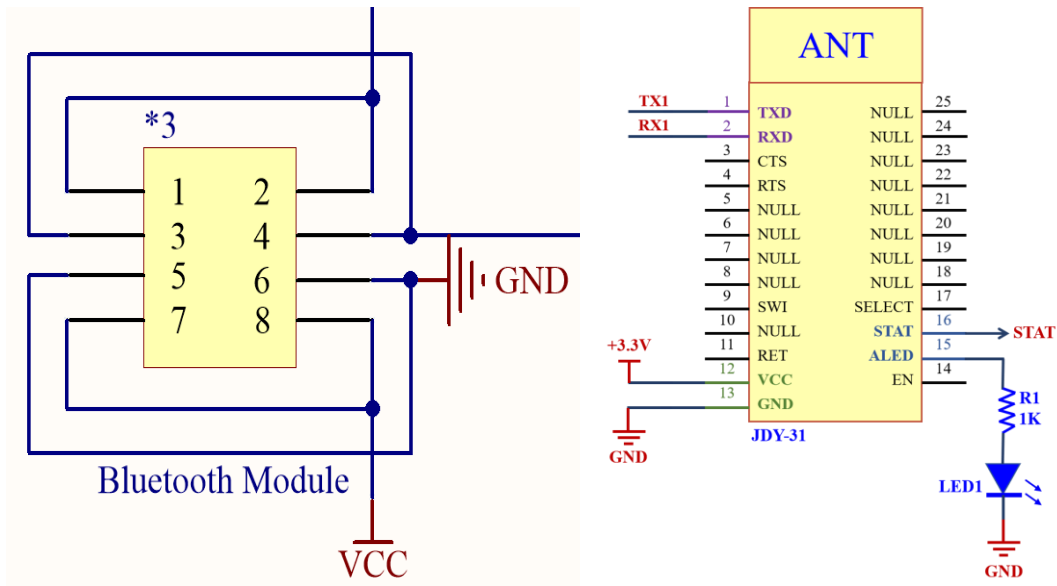 *3
1 2
3 4
5 6
7 8
GND
Bluetooth Module
VCC
ANT
TX1 1 TXD
RX1 2 RXD
3 CTS
4 RTS
5 NULL
6 NULL
7 NULL
8 NULL
9 SWI
10 NULL
11 RET
+3.3V
12 VCC
13 GND
GND
NULL 25
NULL 24
NULL 23
NULL 22
NULL 21
NULL 20
NULL 19
NULL 18
SELECT 17
STAT 16 STAT
ALED 15
EN 14
JDY-31
R1
1K
LED1
GND